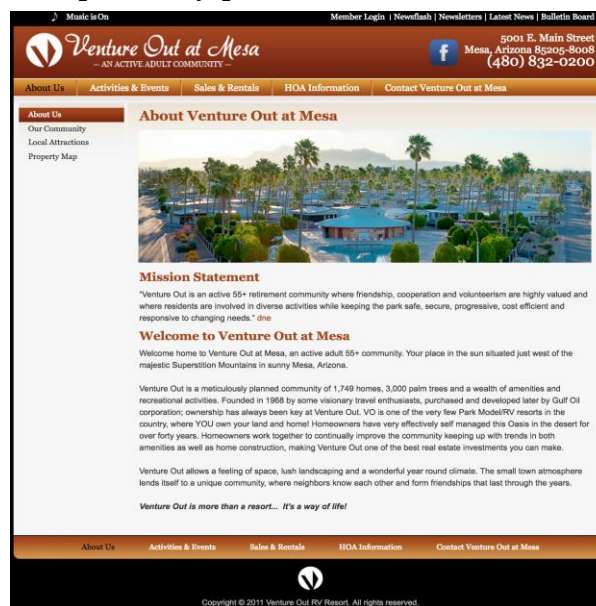 Music is On
Member Login | Newsflash | Newsletters | Latest News | Bulletin Board
Venture Out at Mesa
– AN ACTIVE ADULT COMMUNITY –
5001 E. Main Street
Mesa, Arizona 85205-8008
(480) 832-0200
About Us Activities & Events Sales & Rentals HOA Information Contact Venture Out at Mesa
About Us
Our Community
Local Attractions
Property Map
About Venture Out at Mesa
Mission Statement
"Venture Out is an active 55+ retirement community where friendship, cooperation and volunteerism are highly valued and
where residents are involved in diverse activities while keeping the park safe, secure, progressive, cost efficient and
responsive to changing needs." dne
Welcome to Venture Out at Mesa
Welcome home to Venture Out at Mesa, an active adult 55+ community. Your place in the sun situated just west of the
majestic Superstition Mountains in sunny Mesa, Arizona.
Venture Out is a meticulously planned community of 1,749 homes, 3,000 palm trees and a wealth of amenities and
recreational activities. Founded in 1968 by some visionary travel enthusiasts, purchased and developed later by Gulf Oil
corporation; ownership has always been key at Venture Out. VO is one of the very few Park Model/RV resorts in the
country, where YOU own your land and home! Homeowners have very effectively self managed this Oasis in the desert for
over forty years. Homeowners work together to continually improve the community keeping up with trends in both
amenities as well as home construction, making Venture Out one of the best real estate investments you can make.
Venture Out allows a feeling of space, lush landscaping and a wonderful year round climate. The small town atmosphere
lends itself to a unique community, where neighbors know each other and form friendships that last through the years.
Venture Out is more than a resort... It's a way of life!
About Us Activities & Events Sales & Rentals HOA Information Contact Venture Out at Mesa
Copyright © 2011 Venture Out RV Resort. All rights reserved.